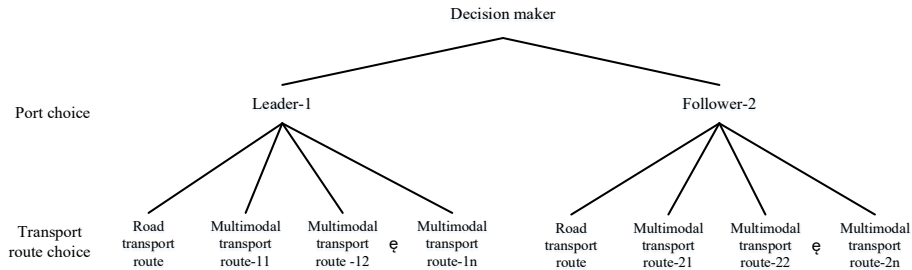 Decision maker
Port choice
Leader-1
Follower-2
Transport
route choice
Road
transport
route
Multimodal
transport
route-11
Multimodal
transport
route -12
ę
Multimodal
transport
route-1n
Road
transport
route
Multimodal
transport
route-21
Multimodal
transport
route-22
ę
Multimodal
transport
route-2n